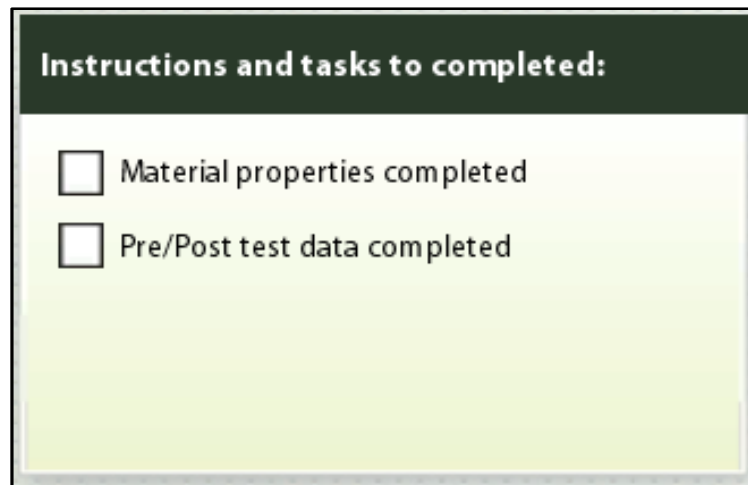 Instructions and tasks to completed:
Material properties completed
Pre/Post test data completed